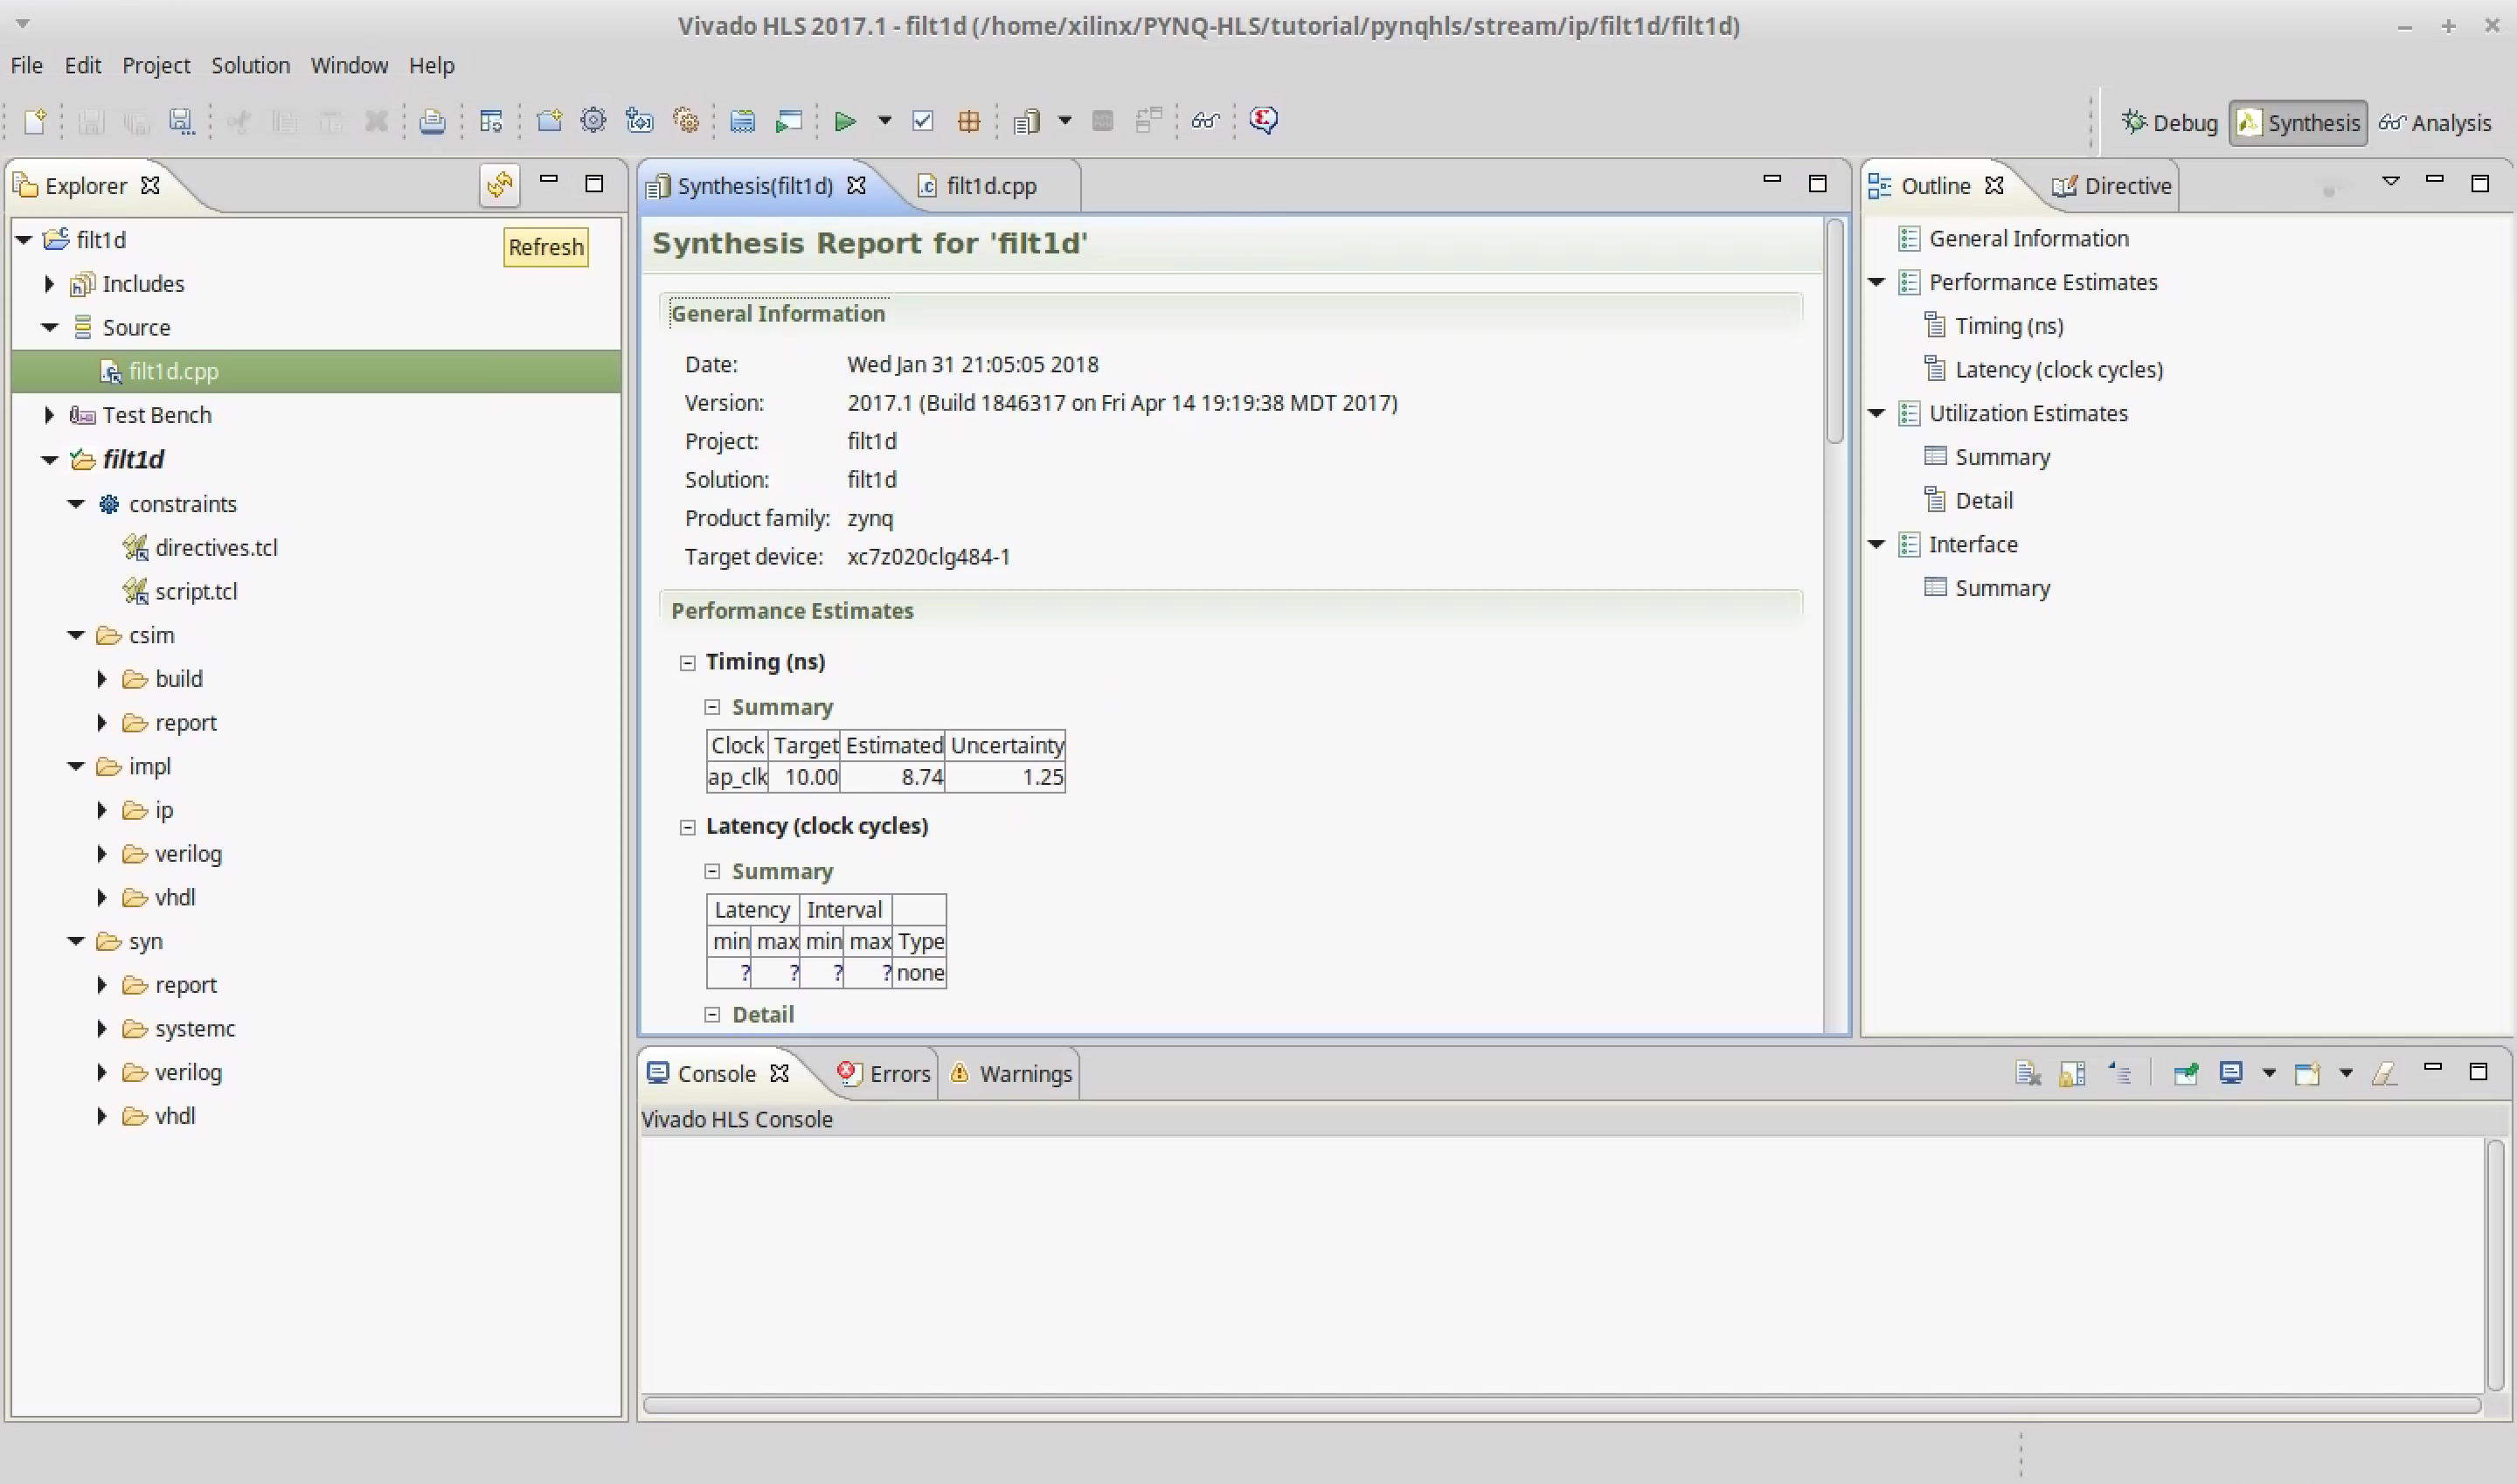 Vivado HLS 2017.1 - filt1d (/home/xilinx/PYNQ-HLS/tutorial/pynqhls/stream/ip/filt1d/filt1d)
File Edit Project Solution Window Help
Debug Synthesis Analysis
Explorer
Refresh
filt1d
Includes
Source
filt1d.cpp
Test Bench
filt1d
constraints
directives.tcl
script.tcl
csim
build
report
impl
ip
verilog
vhdl
syn
report
systemc
verilog
vhdl
Synthesis(filt1d) filt1d.cpp
Synthesis Report for 'filt1d'
General Information
Date: Wed Jan 31 21:05:05 2018
Version: 2017.1 (Build 1846317 on Fri Apr 14 19:19:38 MDT 2017)
Project: filt1d
Solution: filt1d
Product family: zynq
Target device: xc7z020clg484-1
Performance Estimates
Timing (ns)
Summary
Clock Target Estimated Uncertainty
ap_clk 10.00 8.74 1.25
Latency (clock cycles)
Summary
Latency Interval
min max min max Type
? ? ? ? none
Detail
Outline Directive
General Information
Performance Estimates
Timing (ns)
Latency (clock cycles)
Utilization Estimates
Summary
Detail
Interface
Summary
Console Errors Warnings
Vivado HLS Console